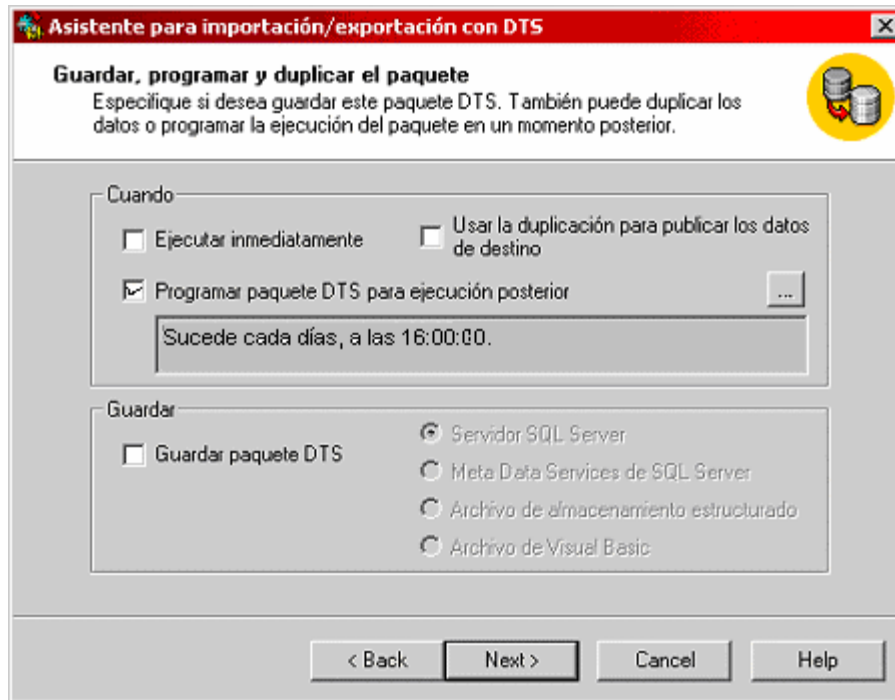 Asistente para importación/exportación con DTS
Guardar, programar y duplicar el paquete
Especifique si desea guardar este paquete DTS. También puede duplicar los
datos o programar la ejecución del paquete en un momento posterior.
Cuando
Ejecutar inmediatamente
Usar la duplicación para publicar los datos
de destino
Programar paquete DTS para ejecución posterior
...
Sucede cada días, a las 16:00:00.
Guardar
Guardar paquete DTS
Servidor SQL Server
Meta Data Services de SQL Server
Archivo de almacenamiento estructurado
Archivo de Visual Basic
< Back
Next >
Cancel
Help